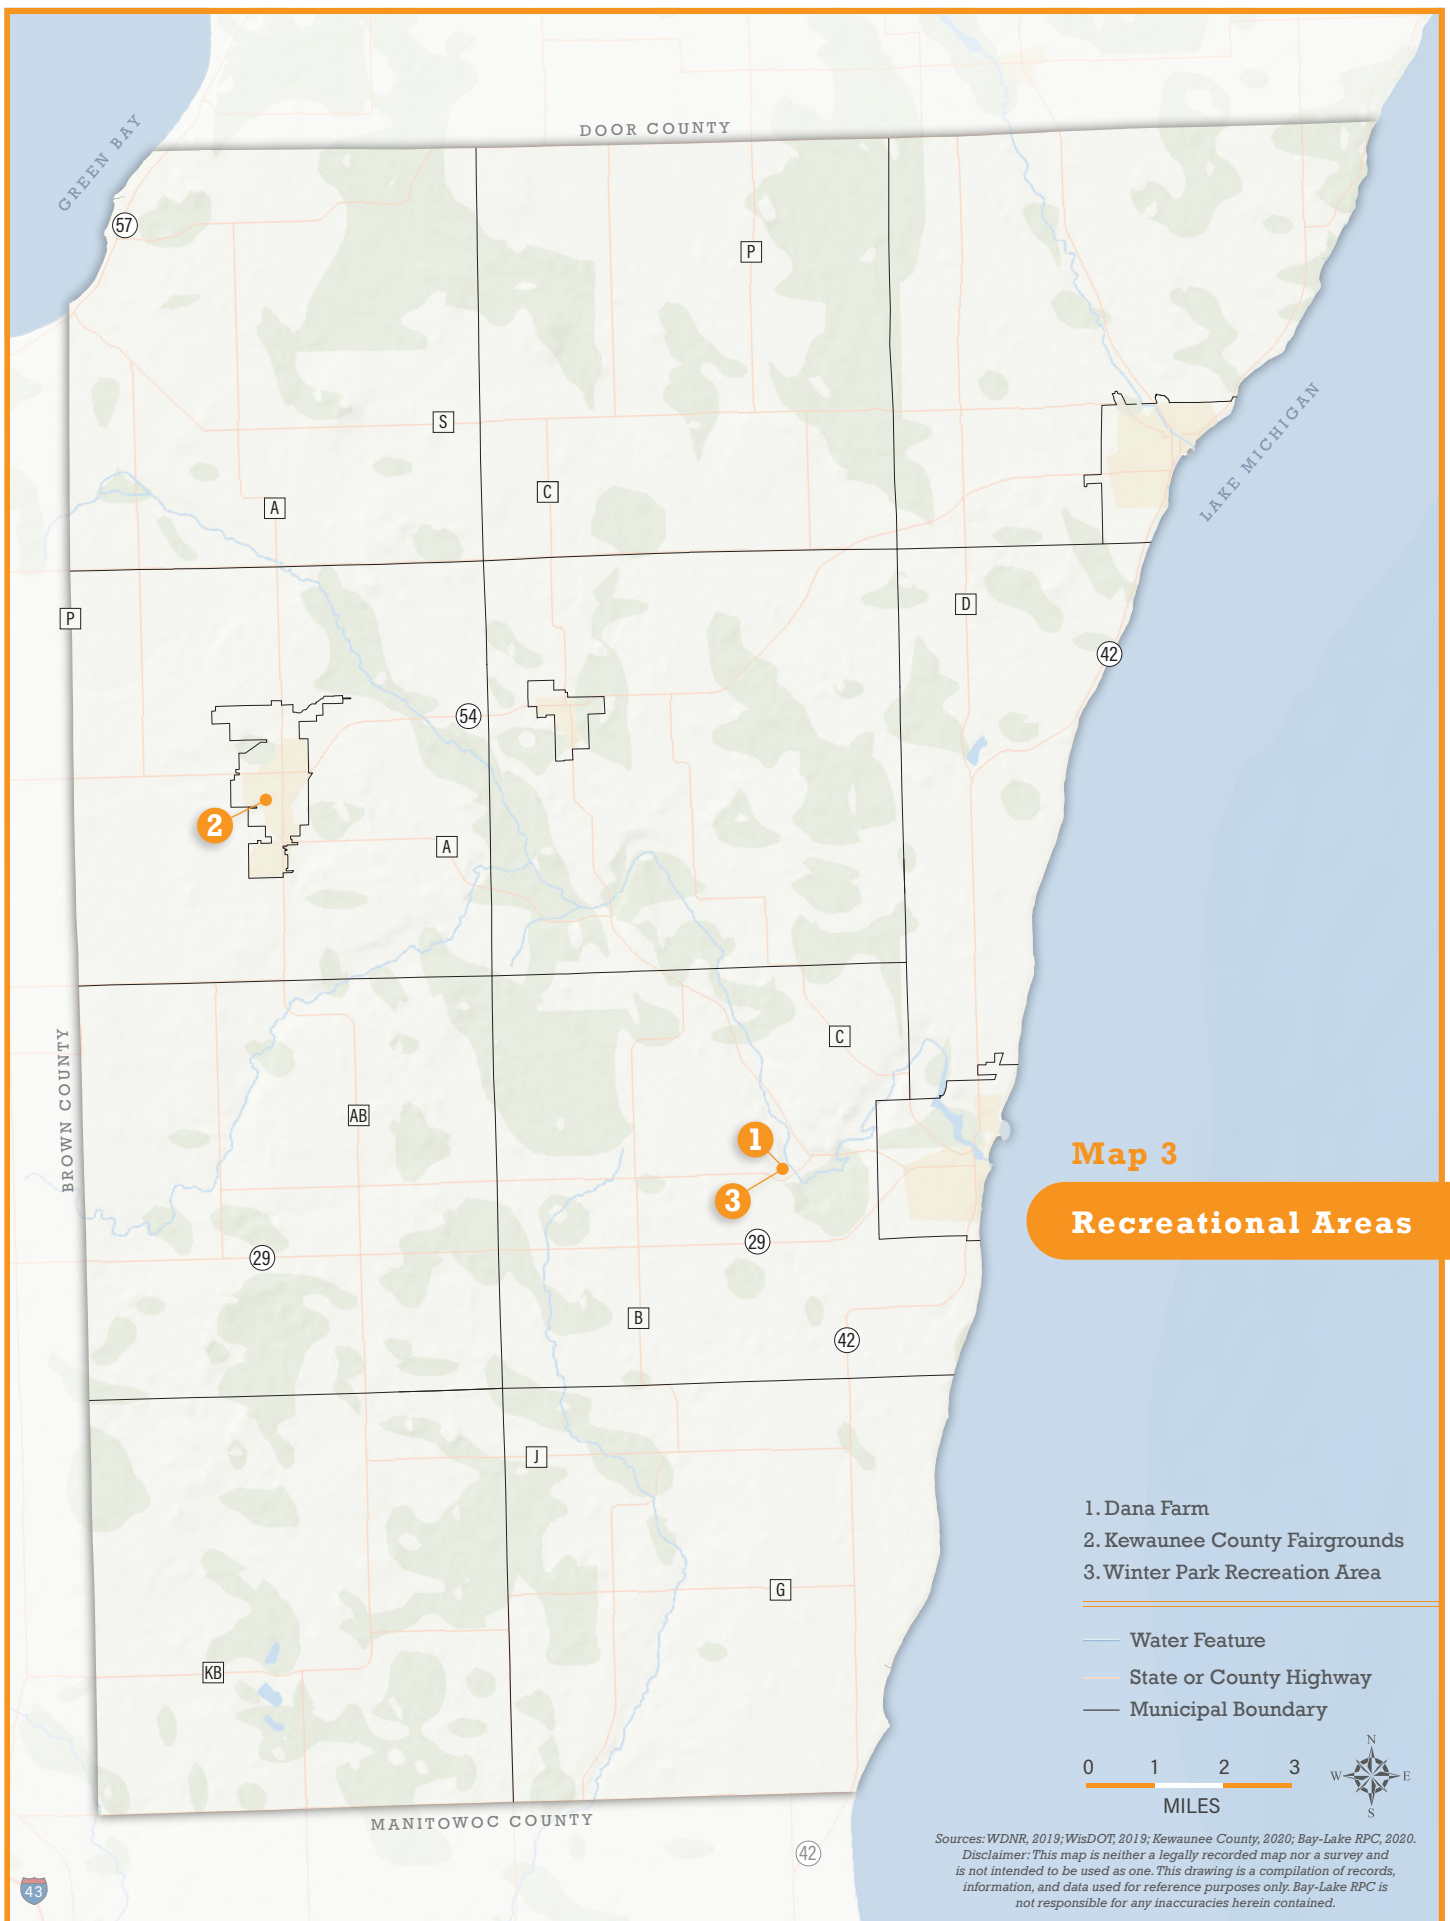 DOOR COUNTY
GREEN BAY
57
P
LAKE MICHIGAN
S
C
A
P
D
42
54
2
A
BROWN COUNTY
C
AB
1
3
29
29
B
42
J
G
KB
MANITOWOC COUNTY
42
43
Map 3
Recreational Areas
1. Dana Farm
2. Kewaunee County Fairgrounds
3. Winter Park Recreation Area
Water Feature
State or County Highway
Municipal Boundary
0 1 2 3
MILES
N
W E
S
Sources: WDNR, 2019; WisDOT, 2019; Kewaunee County, 2020; Bay-Lake RPC, 2020.
Disclaimer: This map is neither a legally recorded map nor a survey and
is not intended to be used as one. This drawing is a compilation of records,
information, and data used for reference purposes only. Bay-Lake RPC is
not responsible for any inaccuracies herein contained.